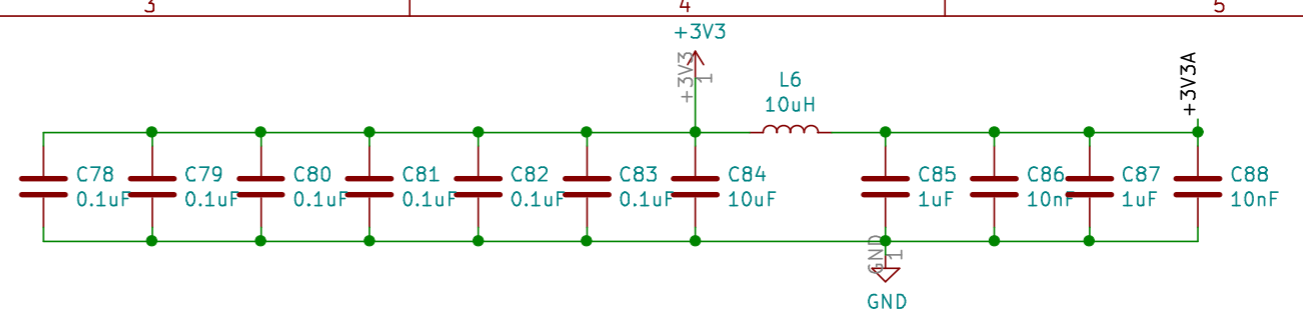 3 4 5
+3V3
+3V3
1
L6
10uH
+3V3A
C78 C79 C80 C81 C82 C83 C84 C85 C86 C87 C88
0.1uF 0.1uF 0.1uF 0.1uF 0.1uF 0.1uF 10uF 1uF 10nF 1uF 10nF
GND
1
GND